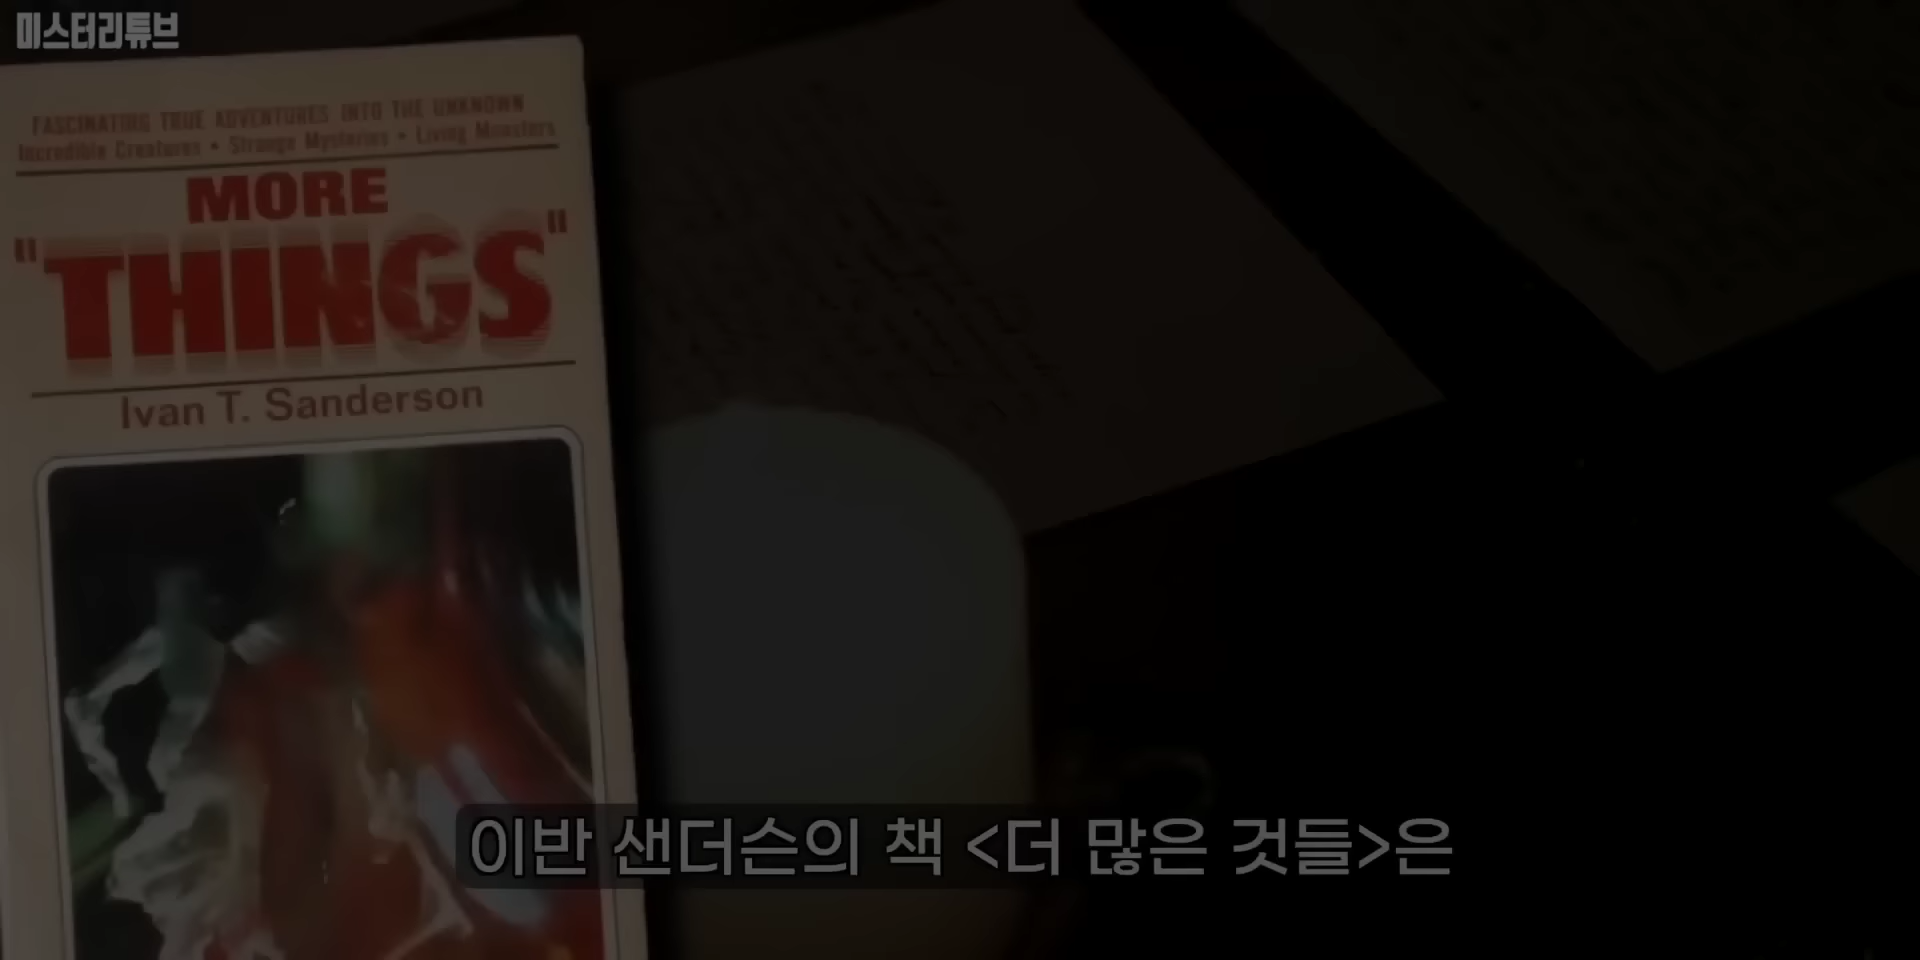 미스터리튜브
FASCINATING TRUE ADVENTURES INTO THE UNKNOWN
Incredible Creatures • Strange Mysteries • Living Monsters
MORE
"THINGS"
Ivan T. Sanderson
이반 샌더슨의 책 <더 많은 것들>은